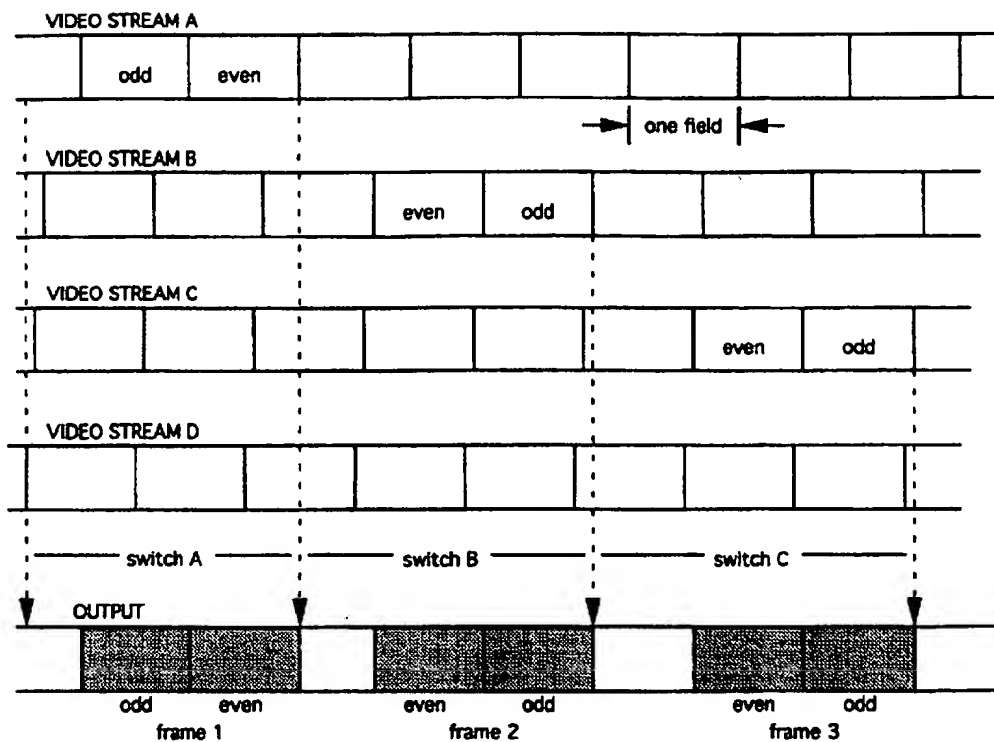 VIDEO STREAM A
odd even
one field
VIDEO STREAM B
even odd
VIDEO STREAM C
even odd
VIDEO STREAM D
switch A switch B switch C
OUTPUT
odd even even odd even odd
frame 1 frame 2 frame 3